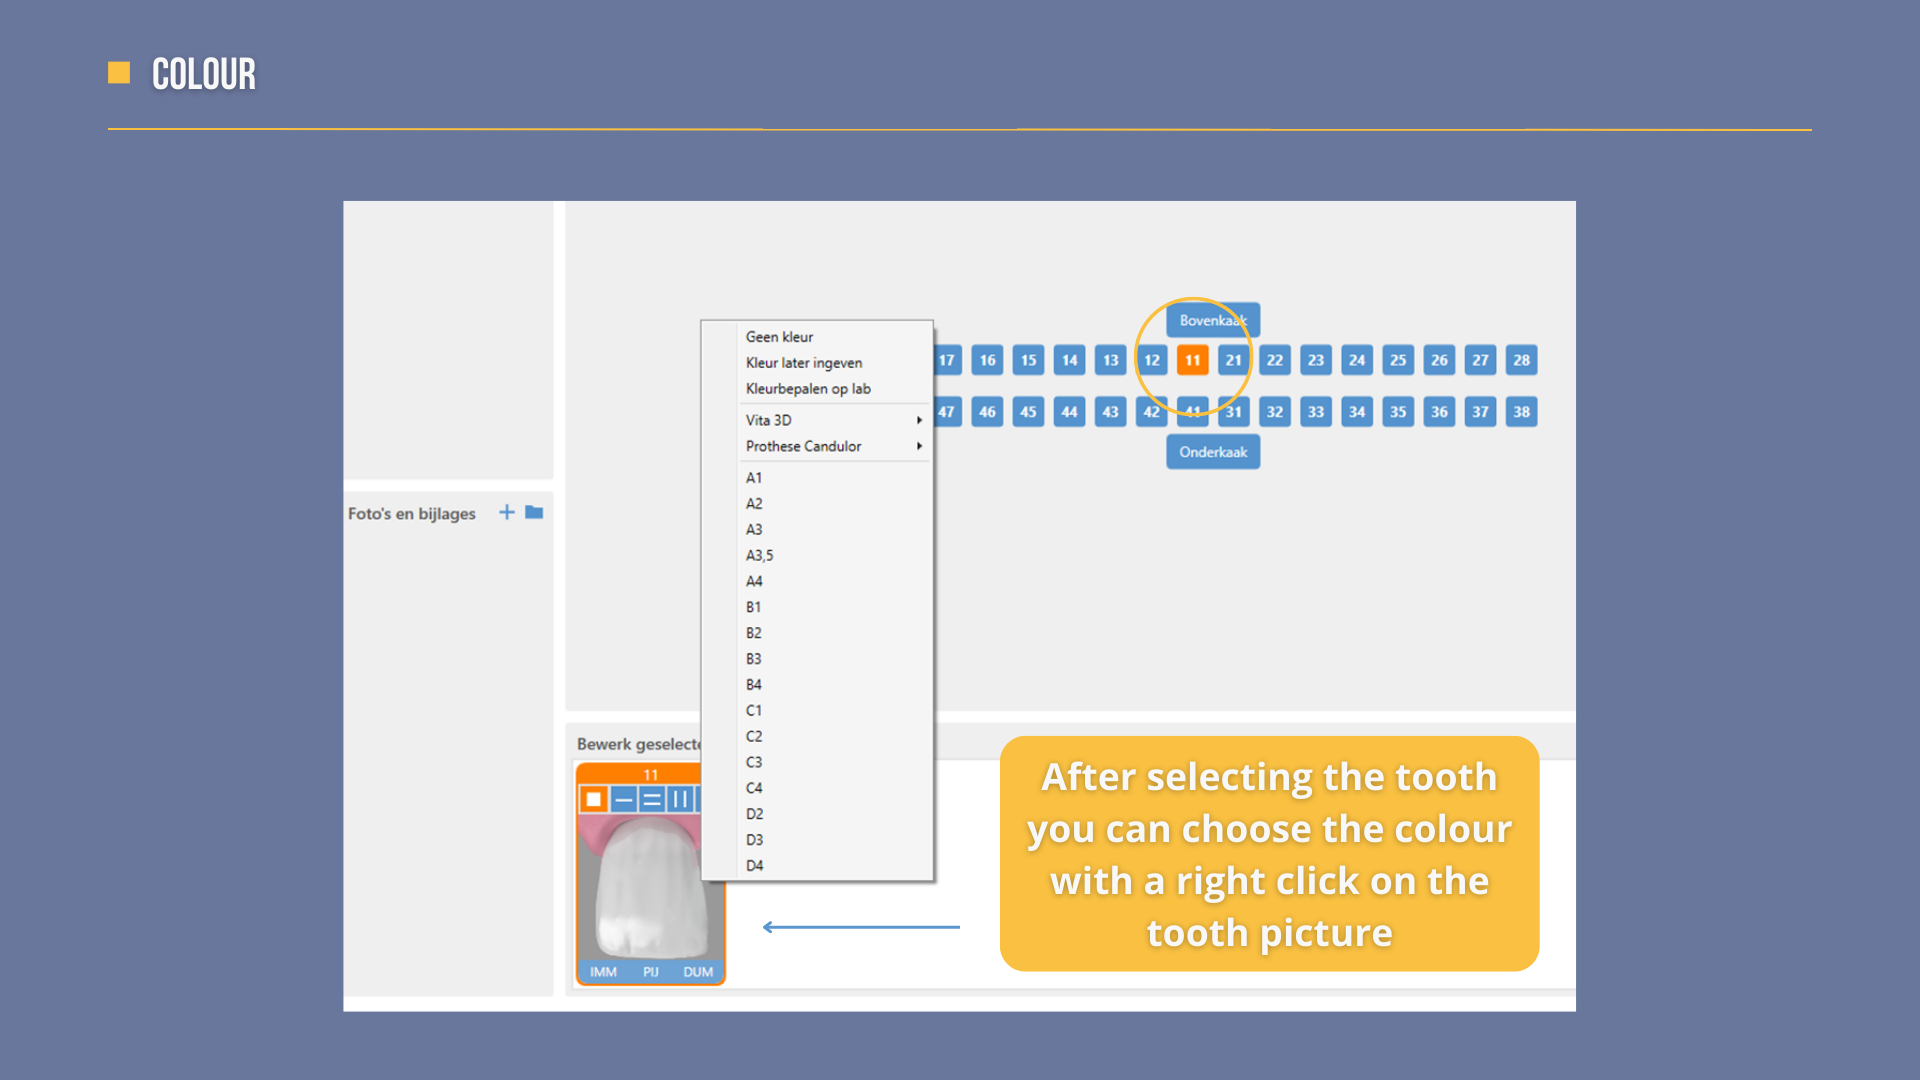 COLOUR
Bovenkaak
17 16 15 14 13 12 11 21 22 23 24 25 26 27 28
47 46 45 44 43 42 41 31 32 33 34 35 36 37 38
Onderkaak
Geen kleur
Kleur later ingeven
Kleurbepalen op lab
Vita 3D
Prothese Candulor
A1
A2
A3
A3,5
A4
B1
B2
B3
B4
C1
C2
C3
C4
D2
D3
D4
Foto's en bijlages
Bewerk geselecte
11
IMM PIJ DUM
After selecting the tooth
you can choose the colour
with a right click on the
tooth picture